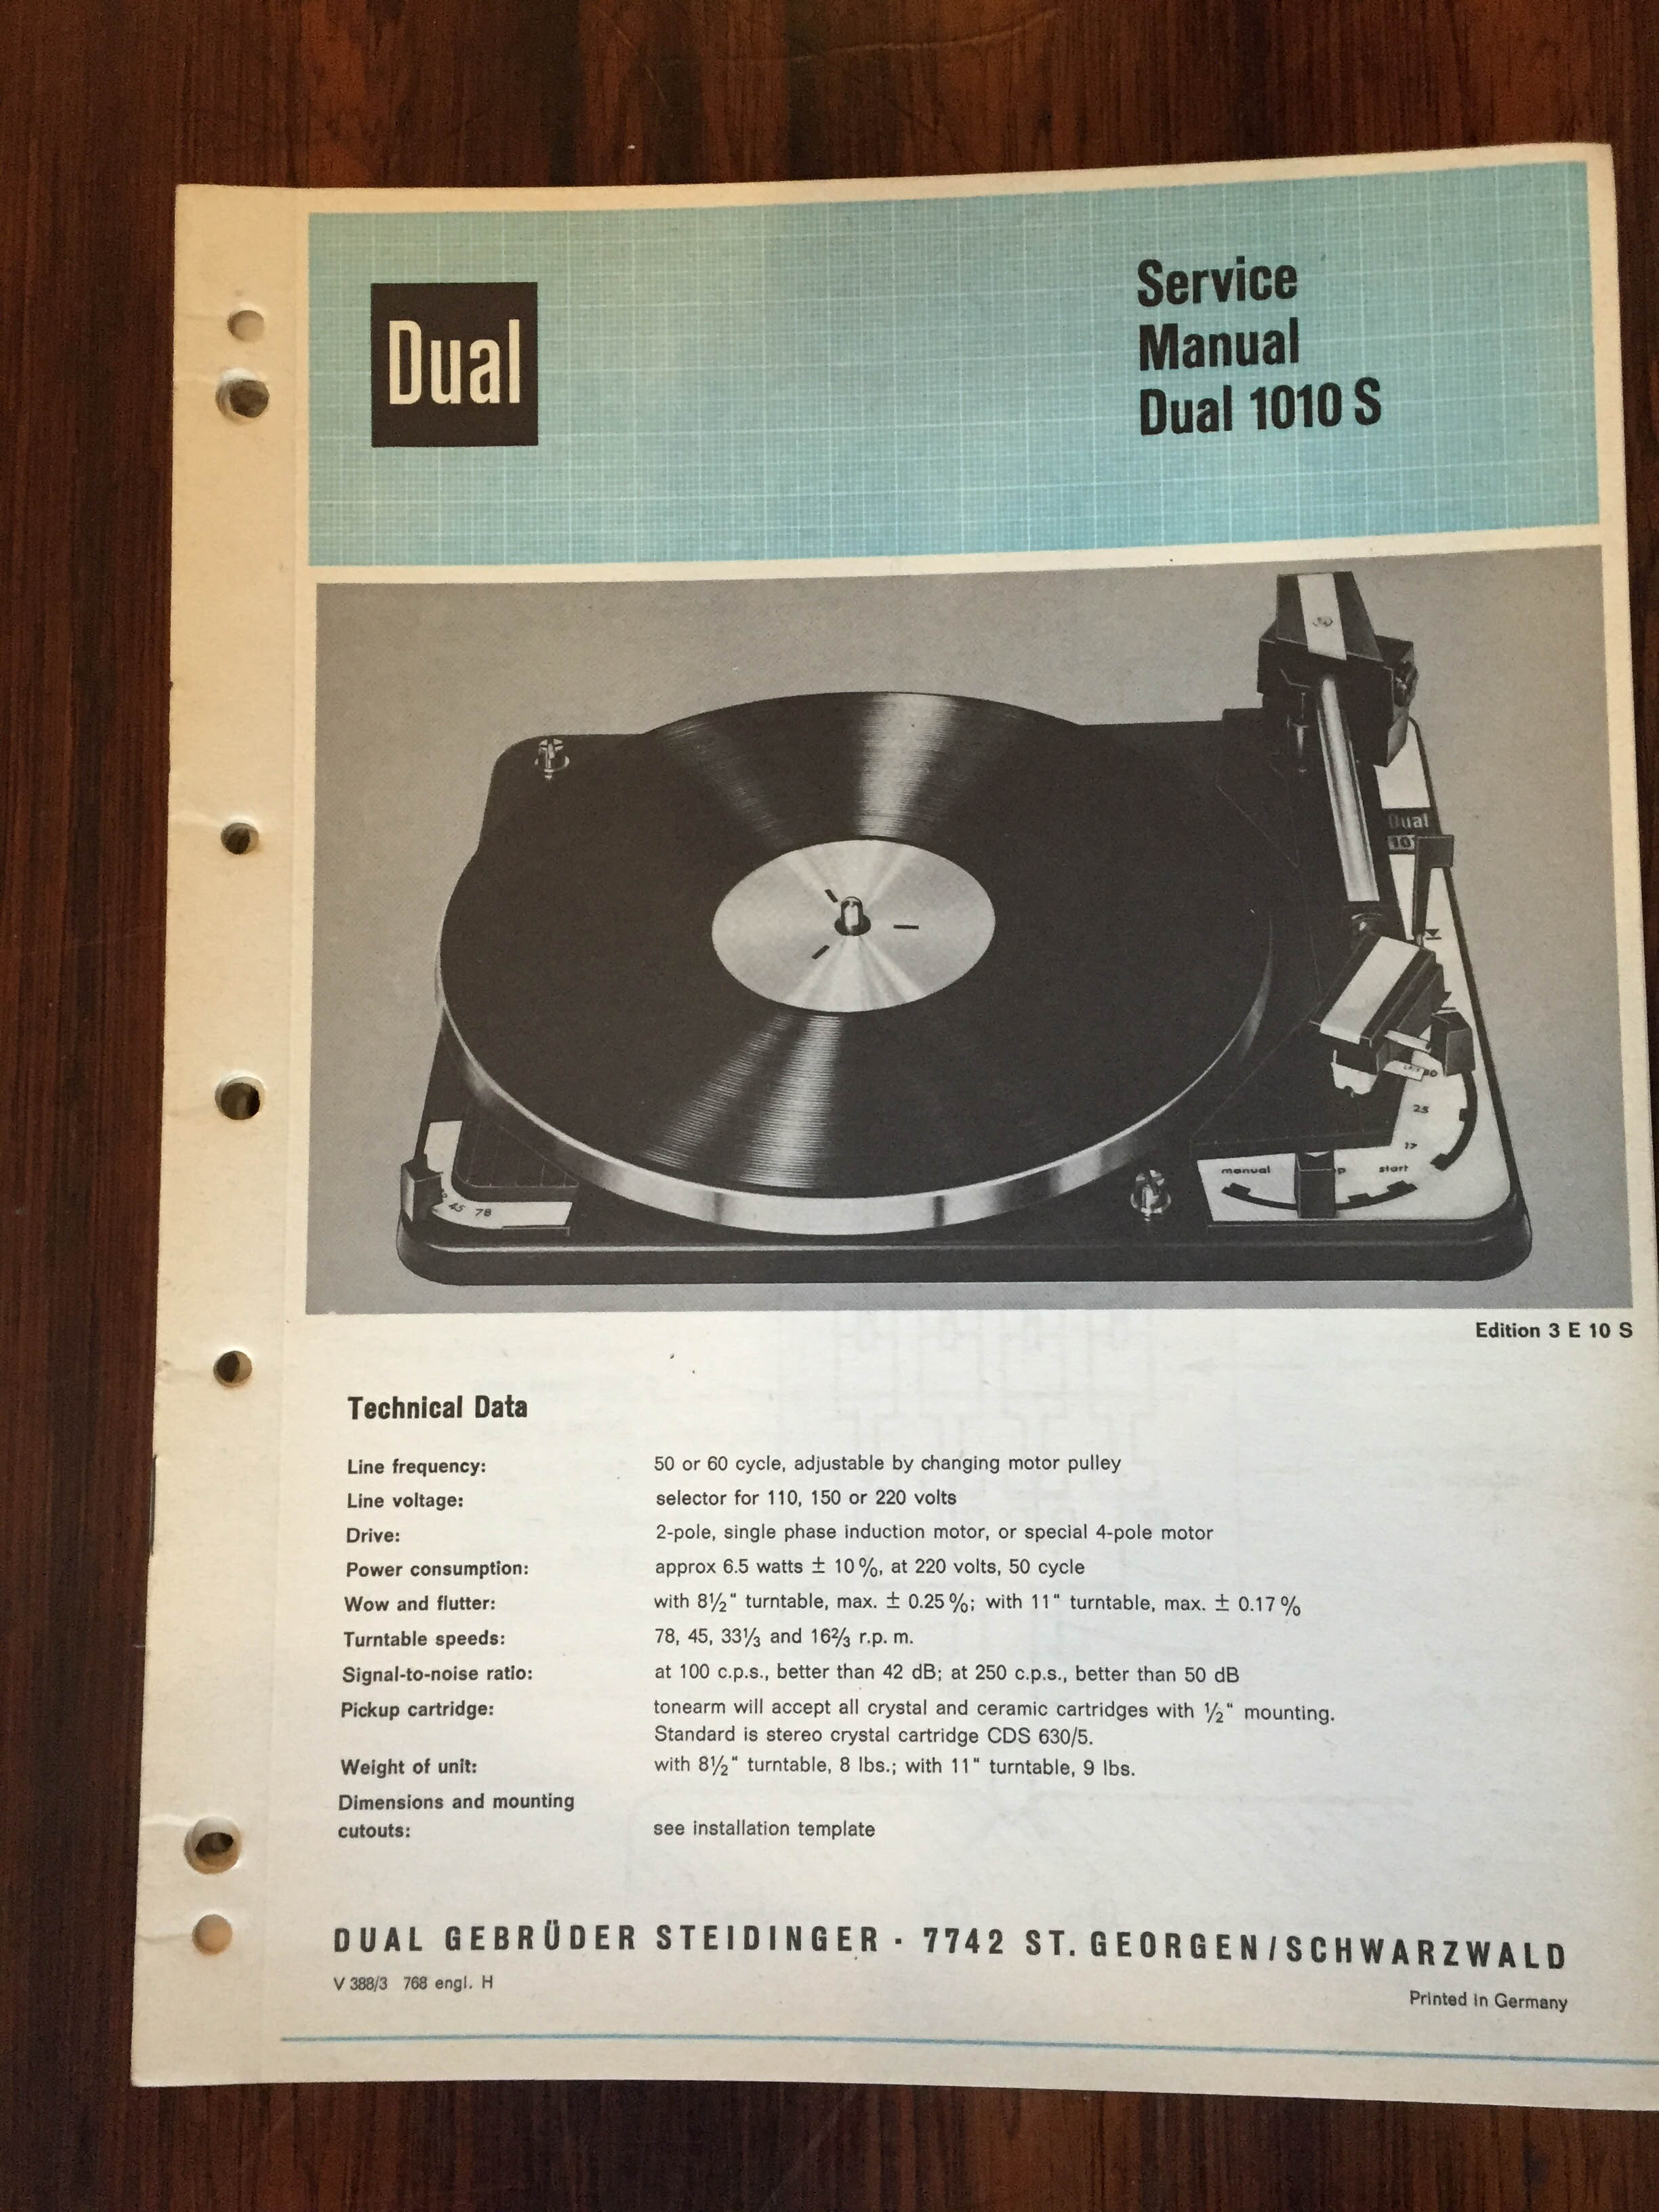 Dual
Service
Manual
Dual 1010 S
Dual
10
30
25
17
manual
start
45 78
Edition 3 E 10 S
Technical Data
Line frequency: 50 or 60 cycle, adjustable by changing motor pulley
Line voltage: selector for 110, 150 or 220 volts
Drive: 2-pole, single phase induction motor, or special 4-pole motor
Power consumption: approx 6.5 watts ± 10 %, at 220 volts, 50 cycle
Wow and flutter: with 8½“ turntable, max. ± 0.25 %; with 11“ turntable, max. ± 0.17 %
Turntable speeds: 78, 45, 33⅓ and 16⅔ r.p. m.
Signal-to-noise ratio: at 100 c.p.s., better than 42 dB; at 250 c.p.s., better than 50 dB
Pickup cartridge: tonearm will accept all crystal and ceramic cartridges with ½“ mounting.
Standard is stereo crystal cartridge CDS 630/5.
Weight of unit: with 8½“ turntable, 8 lbs.; with 11“ turntable, 9 lbs.
Dimensions and mounting
cutouts: see installation template
DUAL GEBRÜDER STEIDINGER · 7742 ST. GEORGEN/SCHWARZWALD
V 388/3 768 engl. H
Printed in Germany